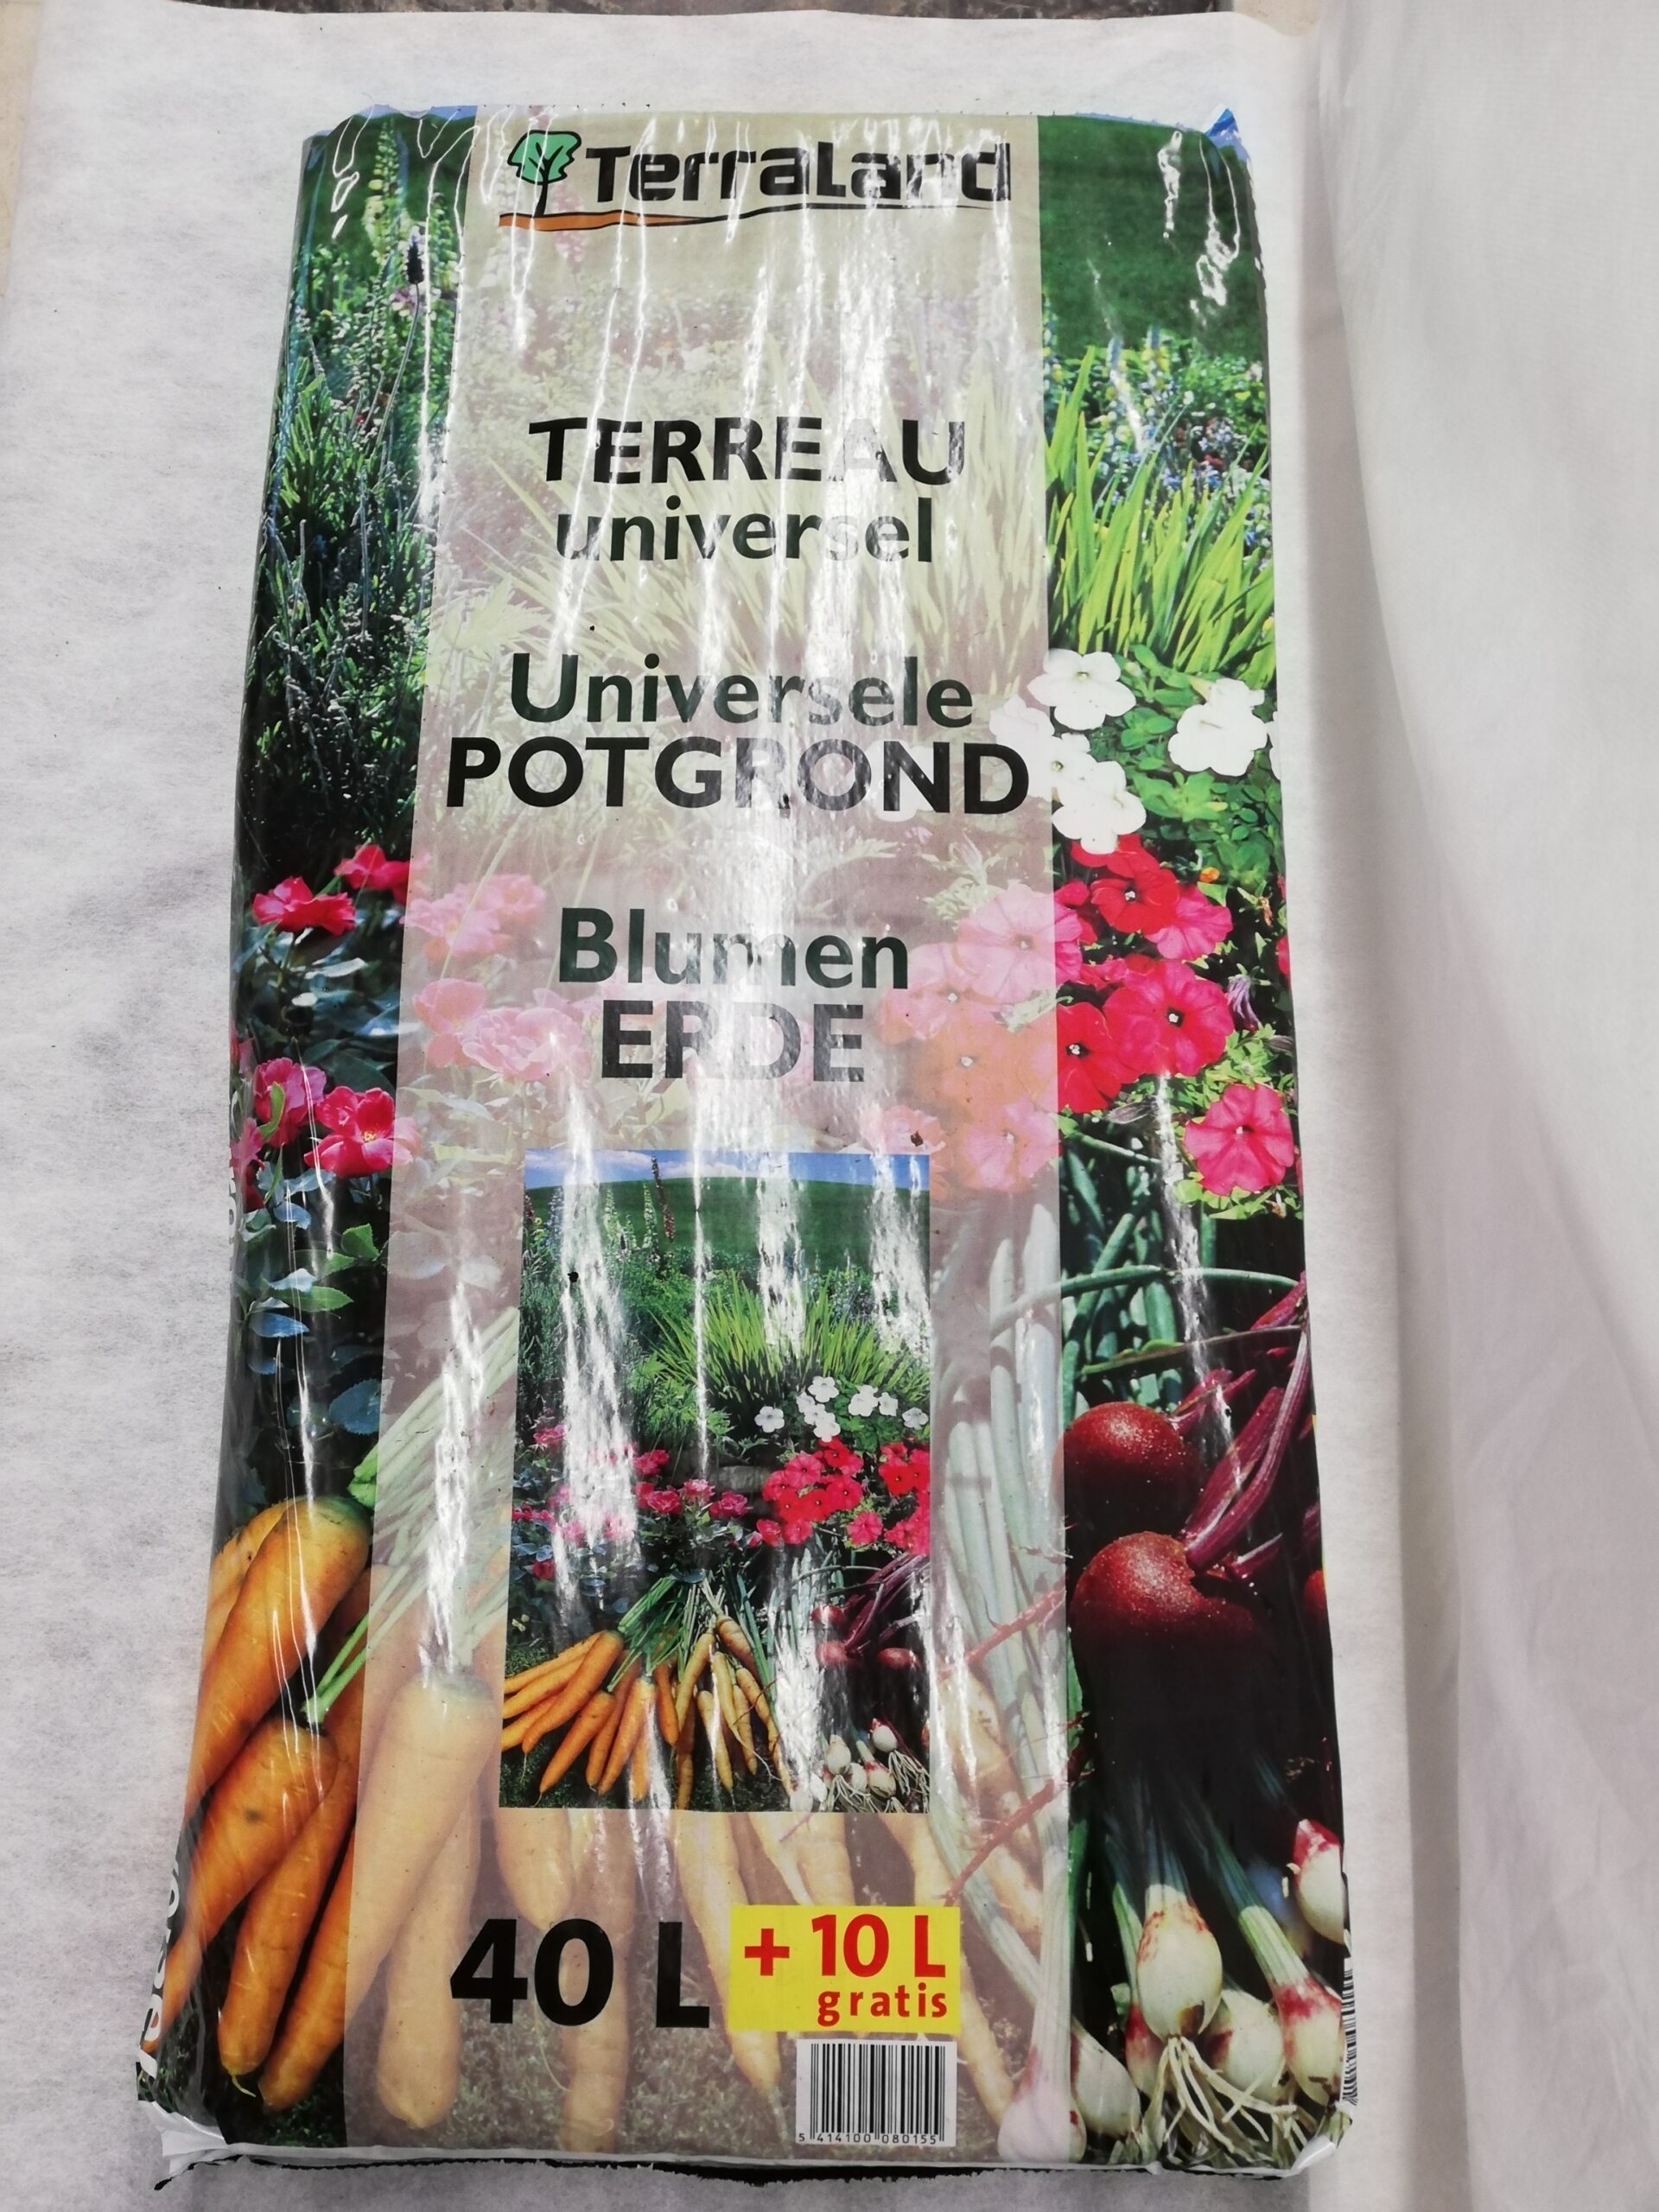 TerraLand
TERREAU
universel
Universele
POTGROND
Blumen
ERDE
40 L
+ 10 L
gratis
5 414100 080155